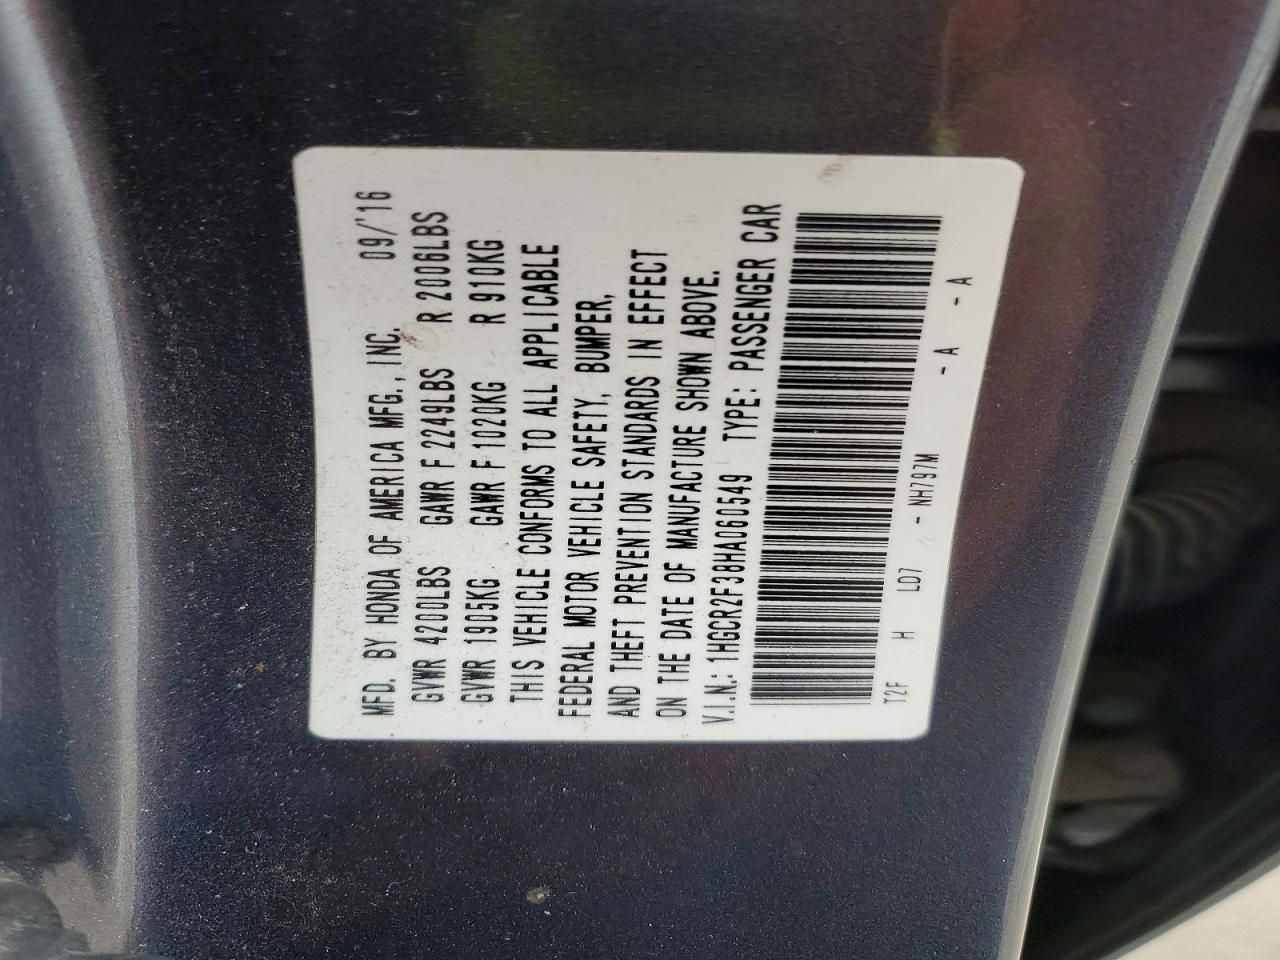 MFD. BY HONDA OF AMERICA MFG., INC. 09/'16
GVWR 4200LBS GAWR F 2249LBS R 2006LBS
GVWR 1905KG GAWR F 1020KG R 910KG
THIS VEHICLE CONFORMS TO ALL APPLICABLE
FEDERAL MOTOR VEHICLE SAFETY, BUMPER,
AND THEFT PREVENTION STANDARDS IN EFFECT
ON THE DATE OF MANUFACTURE SHOWN ABOVE.
V.I.N.: 1HGCR2F38HA060549 TYPE: PASSENGER CAR
T2F H LD7 - NH797M - A - A